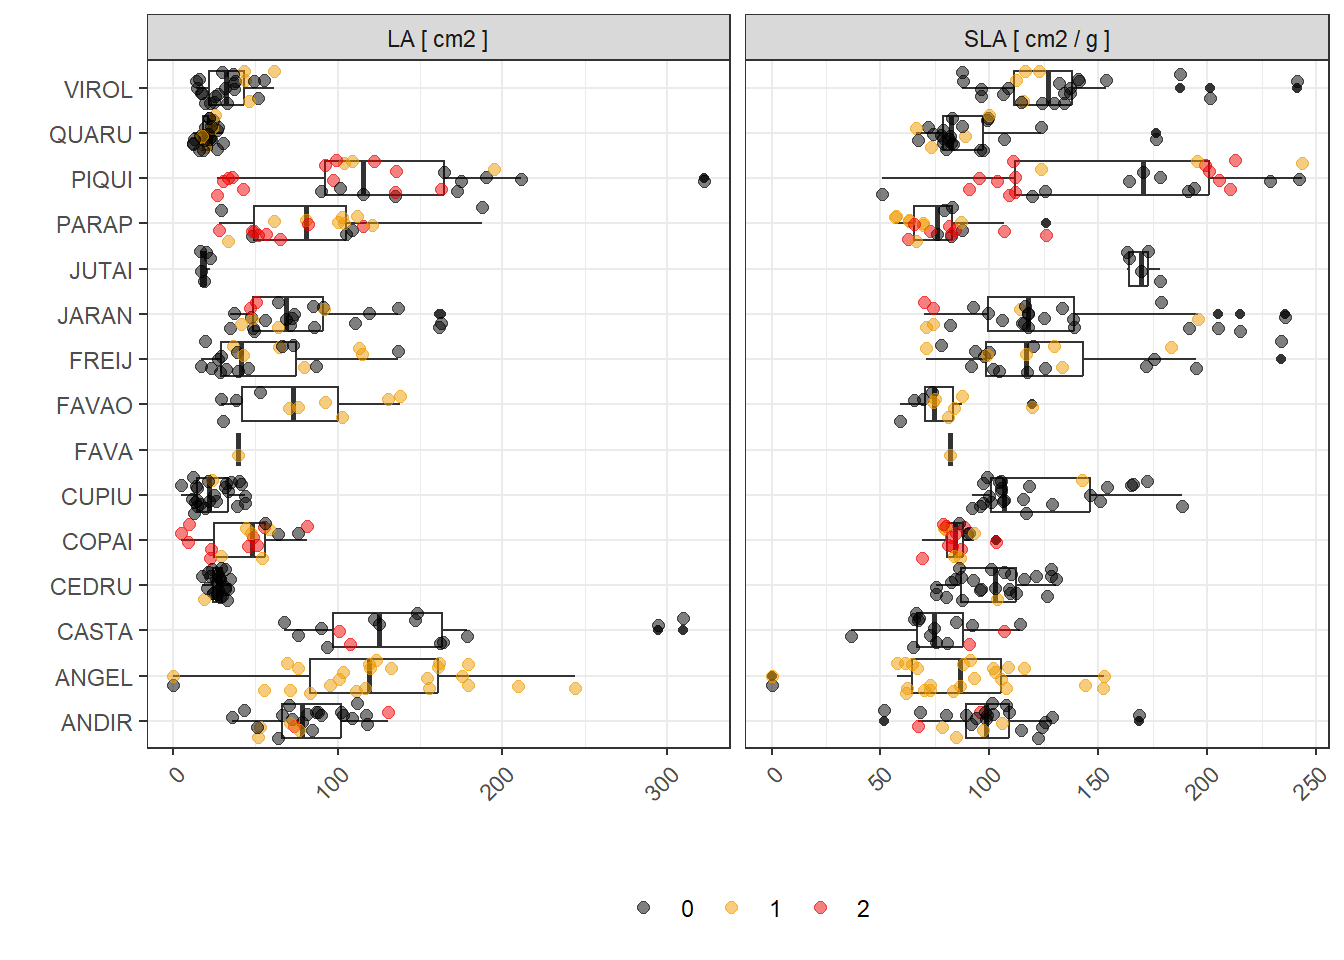 LA [ cm2 ]
SLA [ cm2 / g ]
VIROL
QUARU
PIQUI
PARAP
JUTAI
JARAN
FREIJ
FAVAO
FAVA
CUPIU
COPAI
CEDRU
CASTA
ANGEL
ANDIR
0 100 200 300
0 50 100 150 200 250
0 1 2